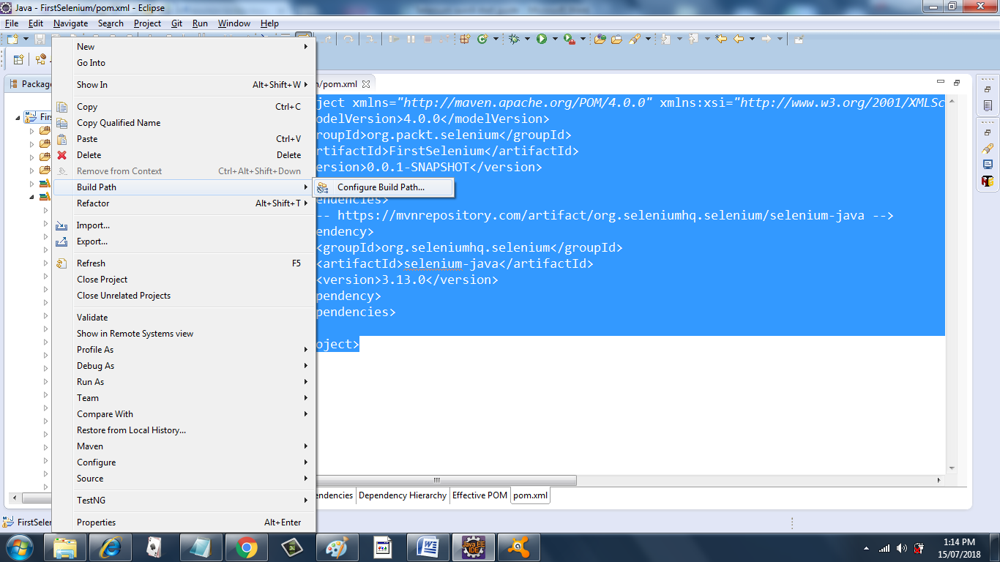 Java - FirstSelenium/pom.xml - Eclipse
File Edit Navigate Search Project Git Run Window Help
Package
/pom.xml
New
Go Into
Show In Alt+Shift+W
Copy Ctrl+C
Copy Qualified Name
Paste Ctrl+V
Delete Delete
Remove from Context Ctrl+Alt+Shift+Down
Build Path
Refactor Alt+Shift+T
Import...
Export...
Refresh F5
Close Project
Close Unrelated Projects
Validate
Show in Remote Systems view
Profile As
Debug As
Run As
Team
Compare With
Restore from Local History...
Maven
Configure
Source
TestNG
Properties Alt+Enter
Configure Build Path...
oject xmlns="http://maven.apache.org/POM/4.0.0" xmlns:xsi="http://www.w3.org/2001/XMLSc
odelVersion>4.0.0</modelVersion>
roupId>org.packt.selenium</groupId>
rtifactId>FirstSelenium</artifactId>
ersion>0.0.1-SNAPSHOT</version>
endencies>
-- https://mvnrepository.com/artifact/org.seleniumhq.selenium/selenium-java -->
endency>
<groupId>org.seleniumhq.selenium</groupId>
<artifactId>selenium-java</artifactId>
<version>3.13.0</version>
pendency>
pendencies>
oject>
endencies Dependency Hierarchy Effective POM pom.xml
FirstSeler
Java EE
IDE
1:14 PM
15/07/2018